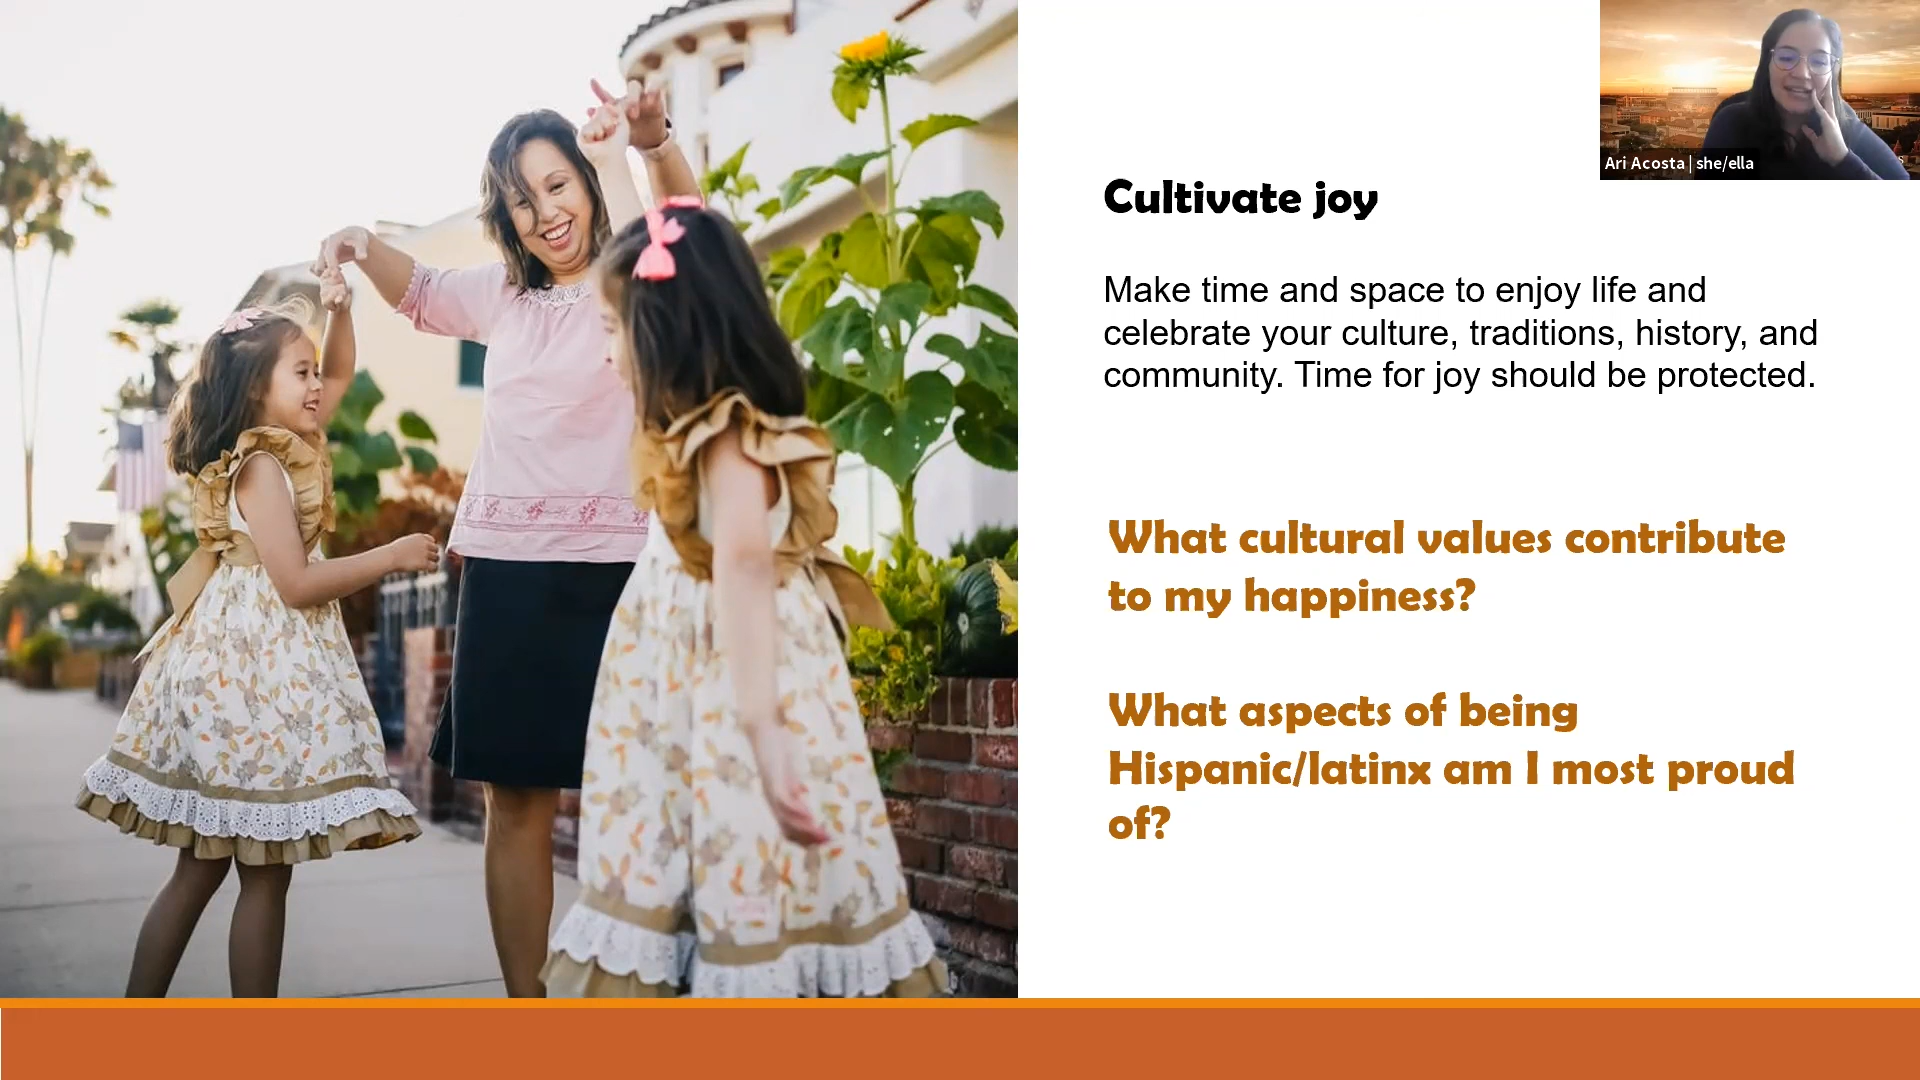 Ari Acosta | she/ella
Cultivate joy
Make time and space to enjoy life and
celebrate your culture, traditions, history, and
community. Time for joy should be protected.
What cultural values contribute
to my happiness?
What aspects of being
Hispanic/latinx am I most proud
of?